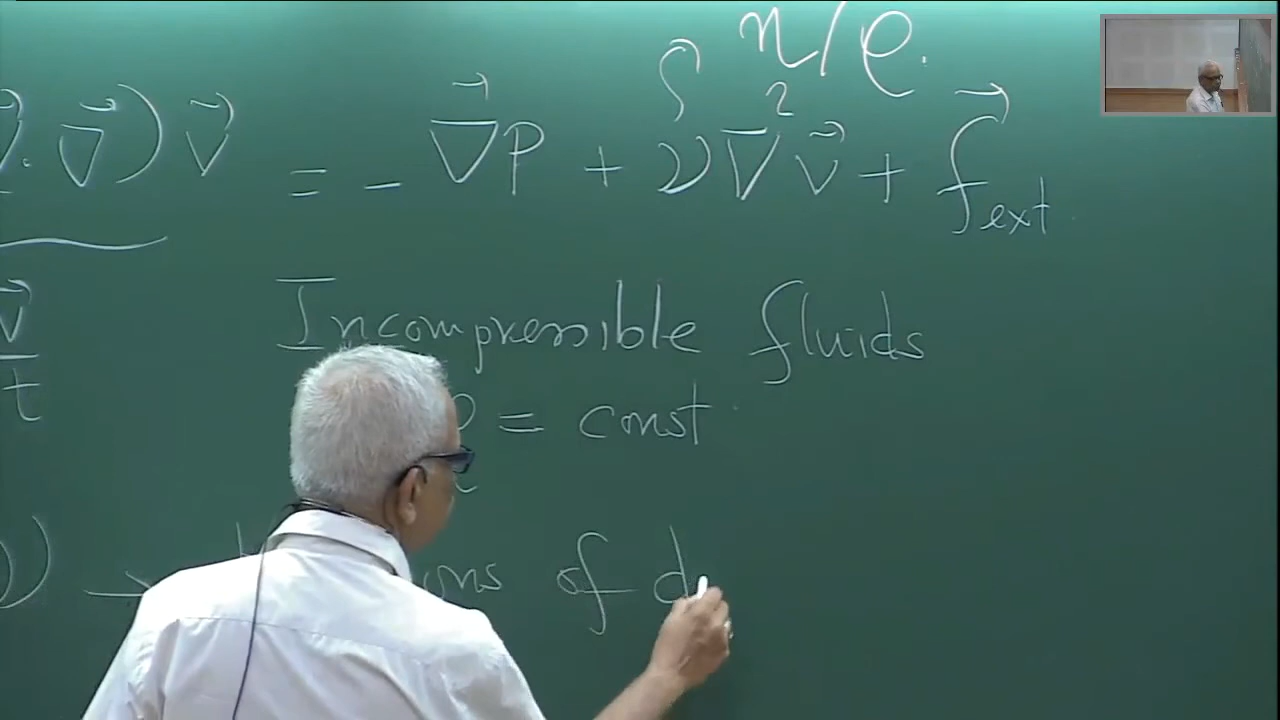 η/ρ.
. ∇⃗) v⃗ = - ∇⃗P + ν∇²v⃗ + f⃗ext
v⃗
t
Incompressible fluids
= const
) → of